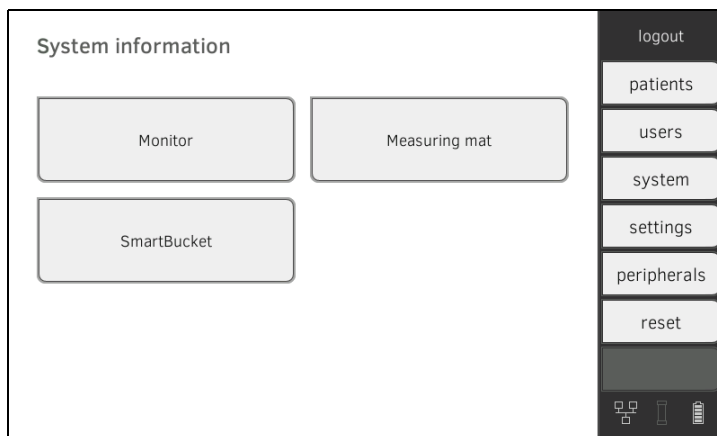 System information
Monitor
Measuring mat
SmartBucket
logout
patients
users
system
settings
peripherals
reset